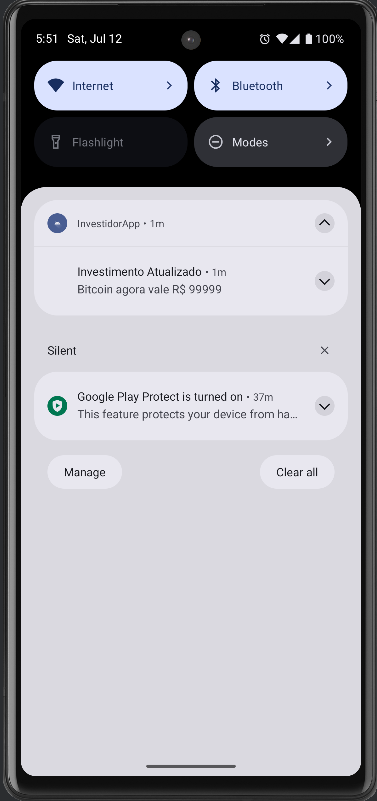 5:51 Sat, Jul 12 100%
Internet
Bluetooth
Flashlight
Modes
InvestidorApp • 1m
Investimento Atualizado • 1m
Bitcoin agora vale R$ 99999
Silent
Google Play Protect is turned on • 37m
This feature protects your device from ha...
Manage
Clear all